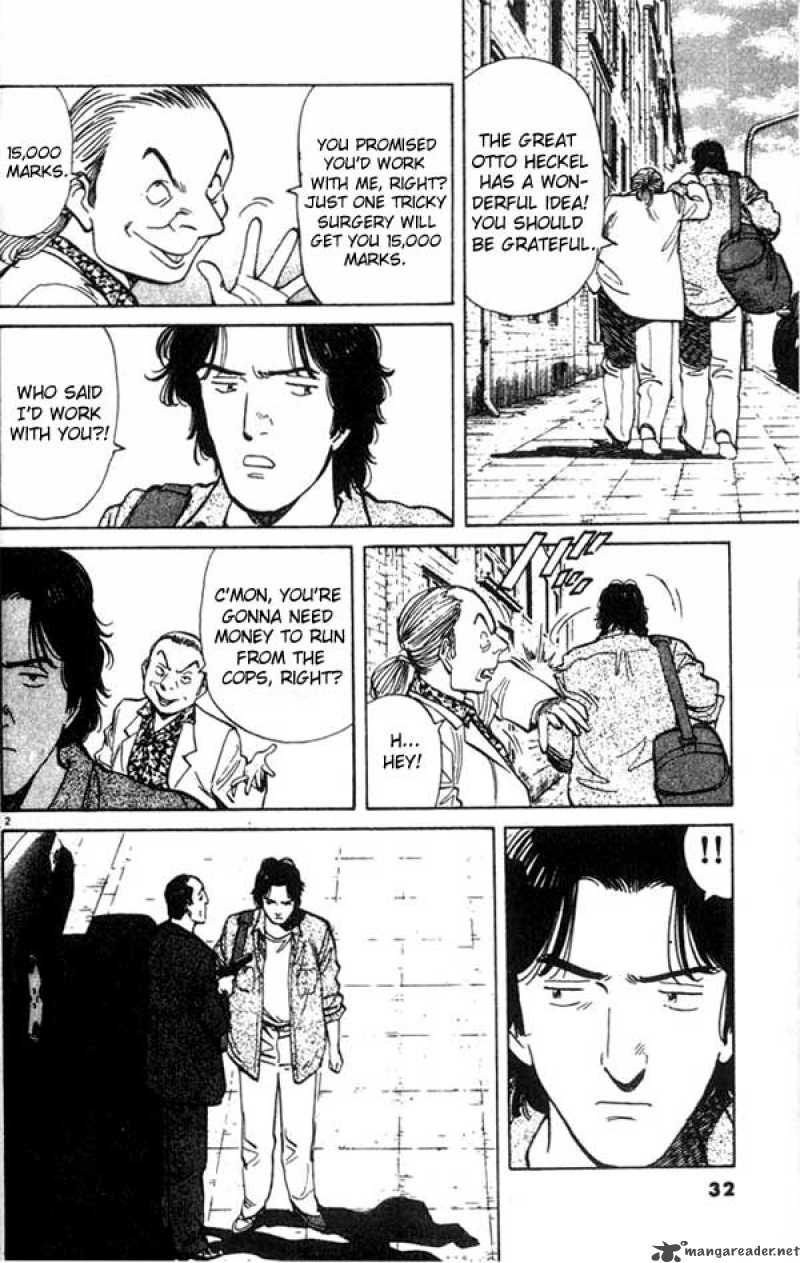 THE GREAT
OTTO HECKEL
HAS A WON-
DERFUL IDEA!
YOU SHOULD
BE GRATEFUL.
YOU PROMISED
YOU'D WORK
WITH ME, RIGHT?
JUST ONE TRICKY
SURGERY WILL
GET YOU 15,000
MARKS.
15,000
MARKS.
WHO SAID
I'D WORK
WITH YOU?!
H...
HEY!
C'MON, YOU'RE
GONNA NEED
MONEY TO RUN
FROM THE
COPS, RIGHT?
2
!!
32
mangareader.net